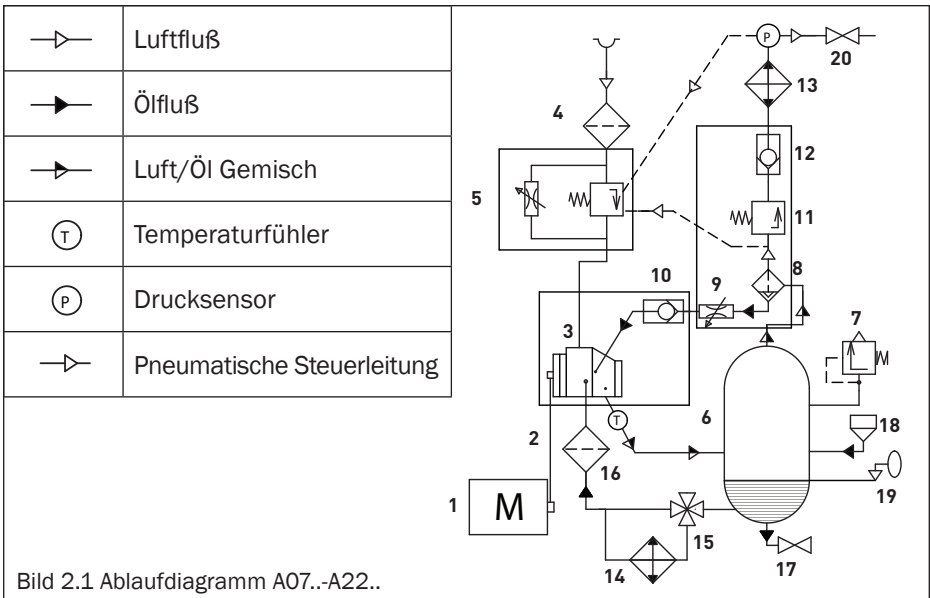 Luftfluß
Ölfluß
Luft/Öl Gemisch
T Temperaturfühler
P Drucksensor
Pneumatische Steuerleitung
P
20
13
4
12
5
11
10
9
8
3
7
T
6
18
2
16
19
1
M
15
14
17
Bild 2.1 Ablaufdiagramm A07..-A22..